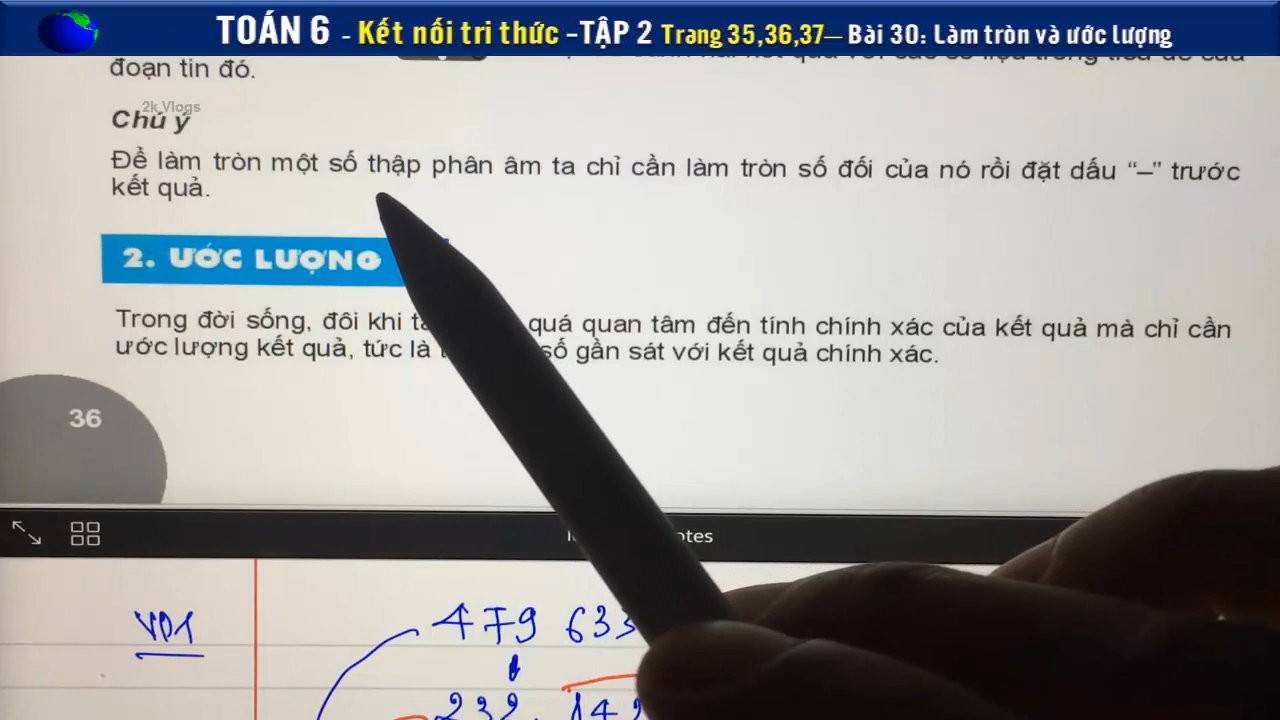 TOÁN 6 - Kết nối tri thức –TẬP 2 Trang 35,36,37– Bài 30: Làm tròn và ước lượng
đoạn tin đó.
2k Vlogs
Chú ý
Để làm tròn một số thập phân âm ta chỉ cần làm tròn số đối của nó rồi đặt dấu “–” trước
kết quả.
2. ƯỚC LƯỢNG
Trong đời sống, đôi khi quá quan tâm đến tính chính xác của kết quả mà chỉ cần
ước lượng kết quả, tức là số gần sát với kết quả chính xác.
36
VD1
479 633
232